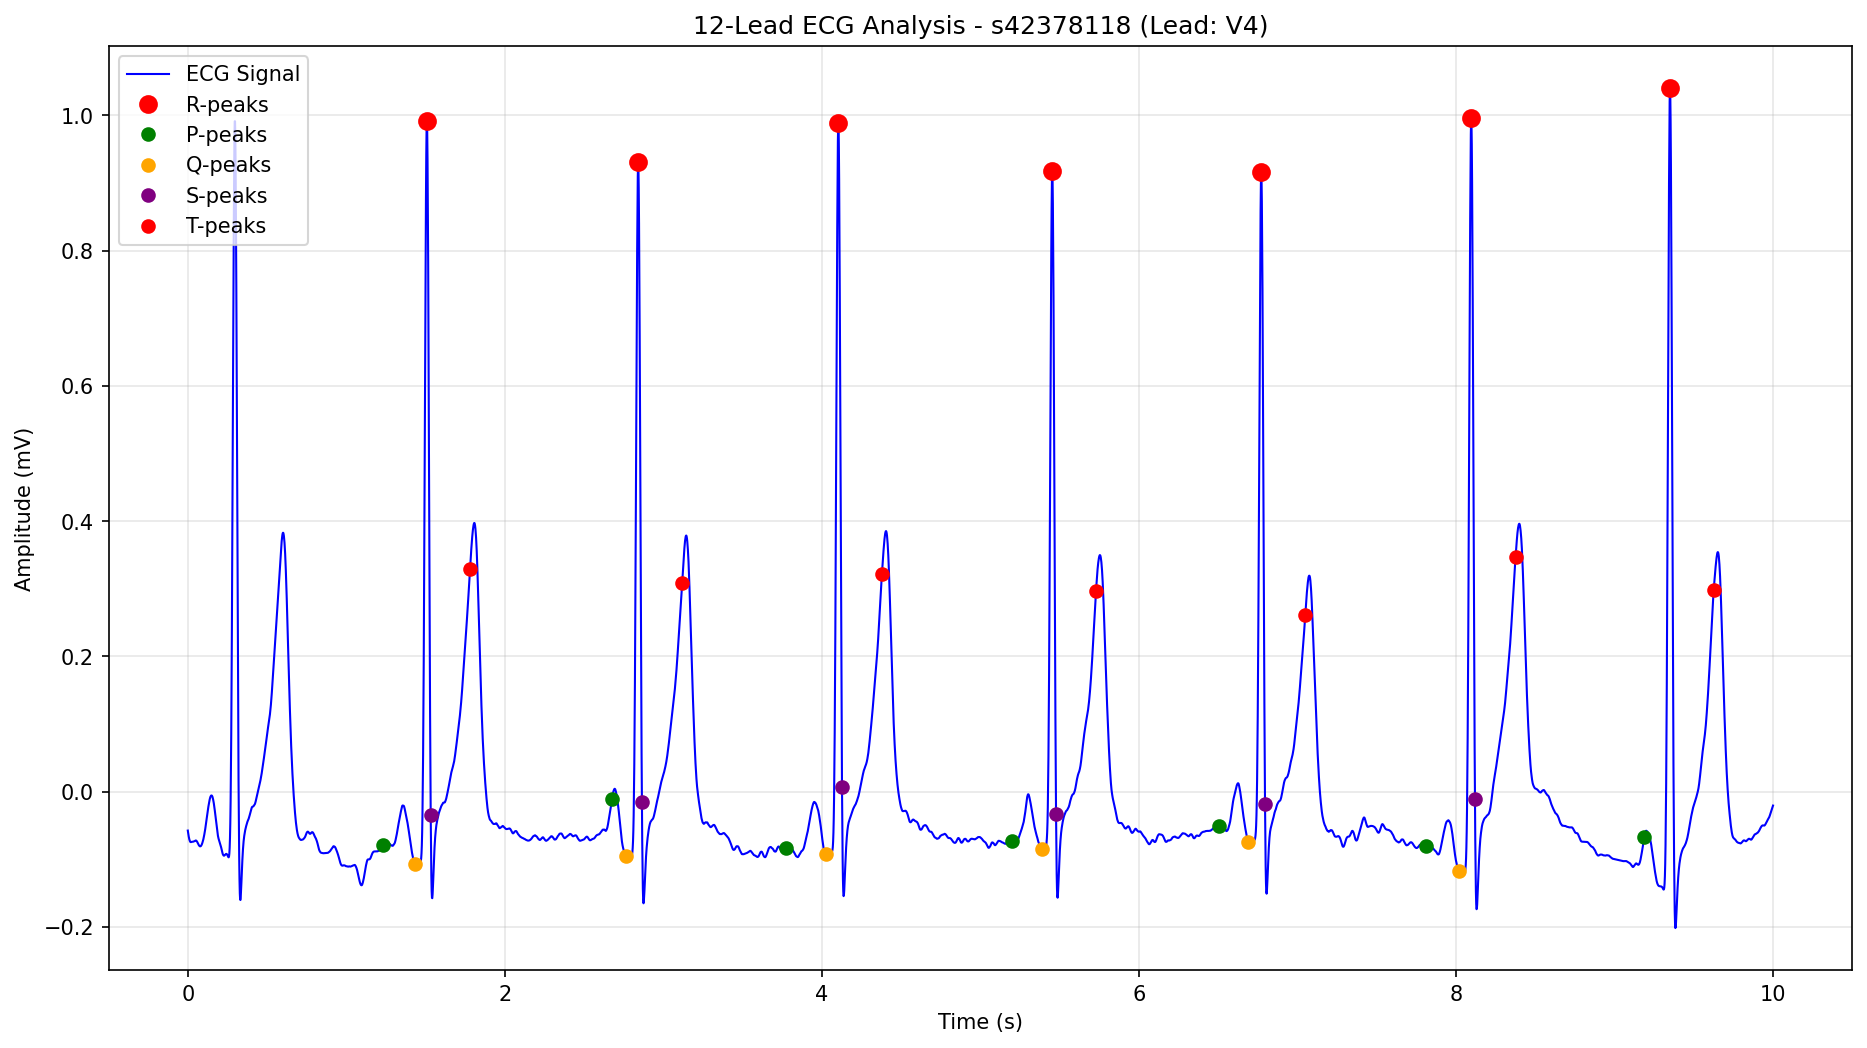 12-Lead ECG Analysis - s42378118 (Lead: V4)
ECG Signal
R-peaks
P-peaks
Q-peaks
S-peaks
T-peaks
1.0
0.8
0.6
0.4
0.2
0.0
−0.2
Amplitude (mV)
0 2 4 6 8 10
Time (s)